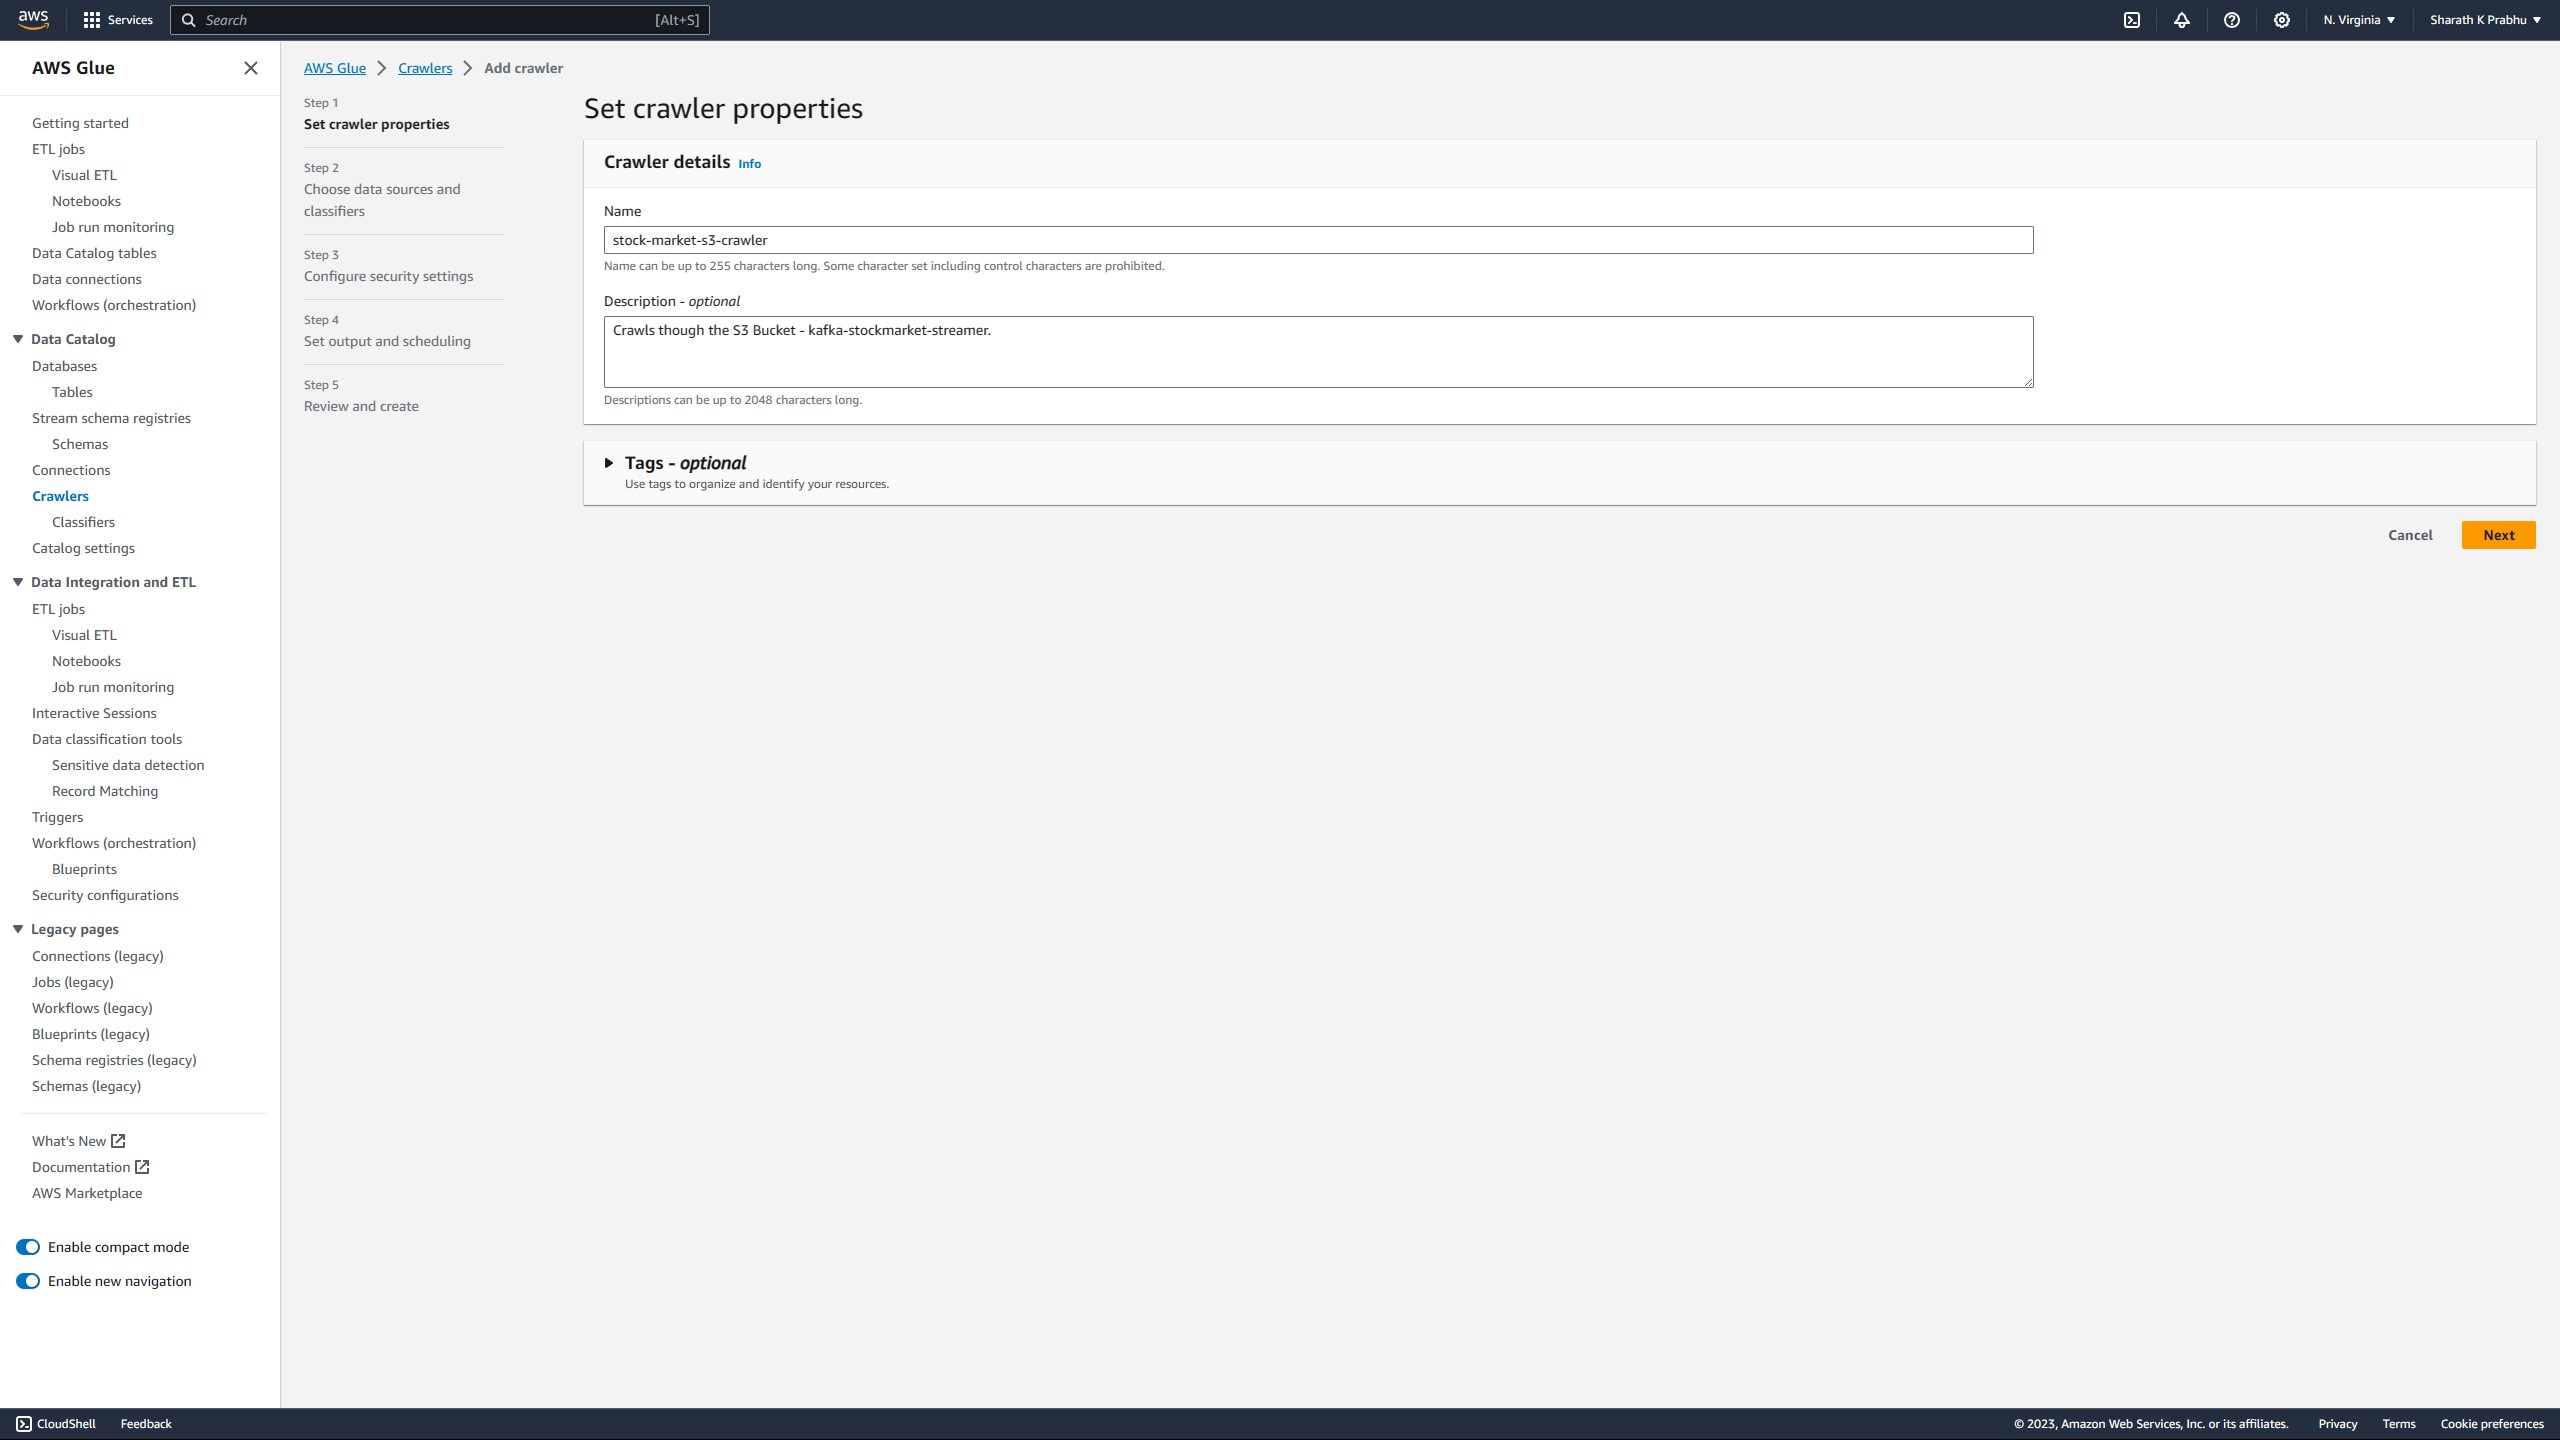 aws
Services
Search
[Alt+S]
N. Virginia
Sharath K Prabhu
AWS Glue
Getting started
ETL jobs
Visual ETL
Notebooks
Job run monitoring
Data Catalog tables
Data connections
Workflows (orchestration)
Data Catalog
Databases
Tables
Stream schema registries
Schemas
Connections
Crawlers
Classifiers
Catalog settings
Data Integration and ETL
ETL jobs
Visual ETL
Notebooks
Job run monitoring
Interactive Sessions
Data classification tools
Sensitive data detection
Record Matching
Triggers
Workflows (orchestration)
Blueprints
Security configurations
Legacy pages
Connections (legacy)
Jobs (legacy)
Workflows (legacy)
Blueprints (legacy)
Schema registries (legacy)
Schemas (legacy)
What's New
Documentation
AWS Marketplace
Enable compact mode
Enable new navigation
AWS Glue
Crawlers
Add crawler
Step 1
Set crawler properties
Step 2
Choose data sources and
classifiers
Step 3
Configure security settings
Step 4
Set output and scheduling
Step 5
Review and create
Set crawler properties
Crawler details Info
Name
stock-market-s3-crawler
Name can be up to 255 characters long. Some character set including control characters are prohibited.
Description - optional
Crawls though the S3 Bucket - kafka-stockmarket-streamer.
Descriptions can be up to 2048 characters long.
Tags - optional
Use tags to organize and identify your resources.
Cancel
Next
CloudShell
Feedback
© 2023, Amazon Web Services, Inc. or its affiliates.
Privacy
Terms
Cookie preferences